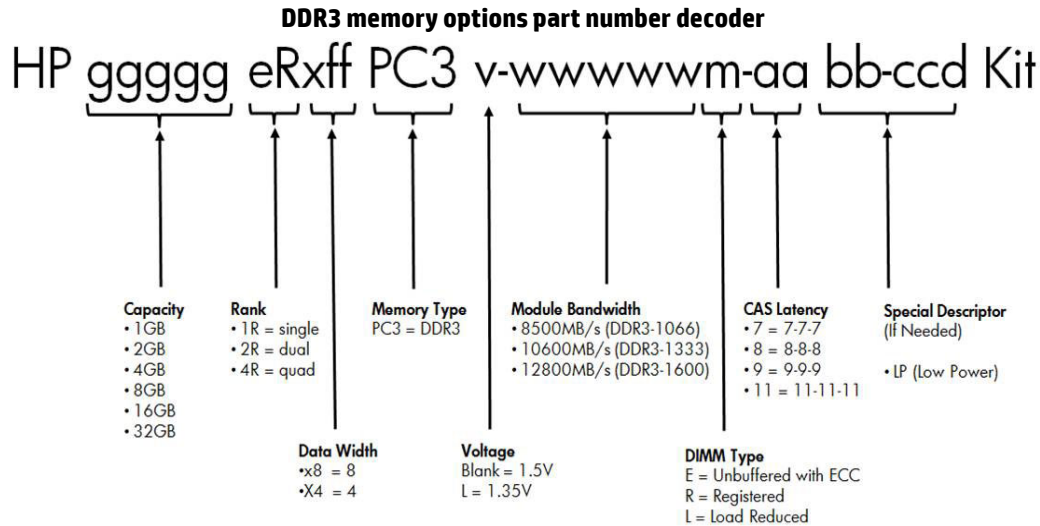 DDR3 memory options part number decoder
HP ggggg eRxff PC3 v-wwwwwm-aa bb-ccd Kit
Capacity
• 1GB
• 2GB
• 4GB
• 8GB
• 16GB
• 32GB
Rank
• 1R = single
• 2R = dual
• 4R = quad
Memory Type
PC3 = DDR3
Module Bandwidth
• 8500MB/s (DDR3-1066)
• 10600MB/s (DDR3-1333)
• 12800MB/s (DDR3-1600)
CAS Latency
• 7 = 7-7-7
• 8 = 8-8-8
• 9 = 9-9-9
• 11 = 11-11-11
Special Descriptor
(If Needed)
• LP (Low Power)
Data Width
•x8 = 8
•X4 = 4
Voltage
Blank = 1.5V
L = 1.35V
DIMM Type
E = Unbuffered with ECC
R = Registered
L = Load Reduced